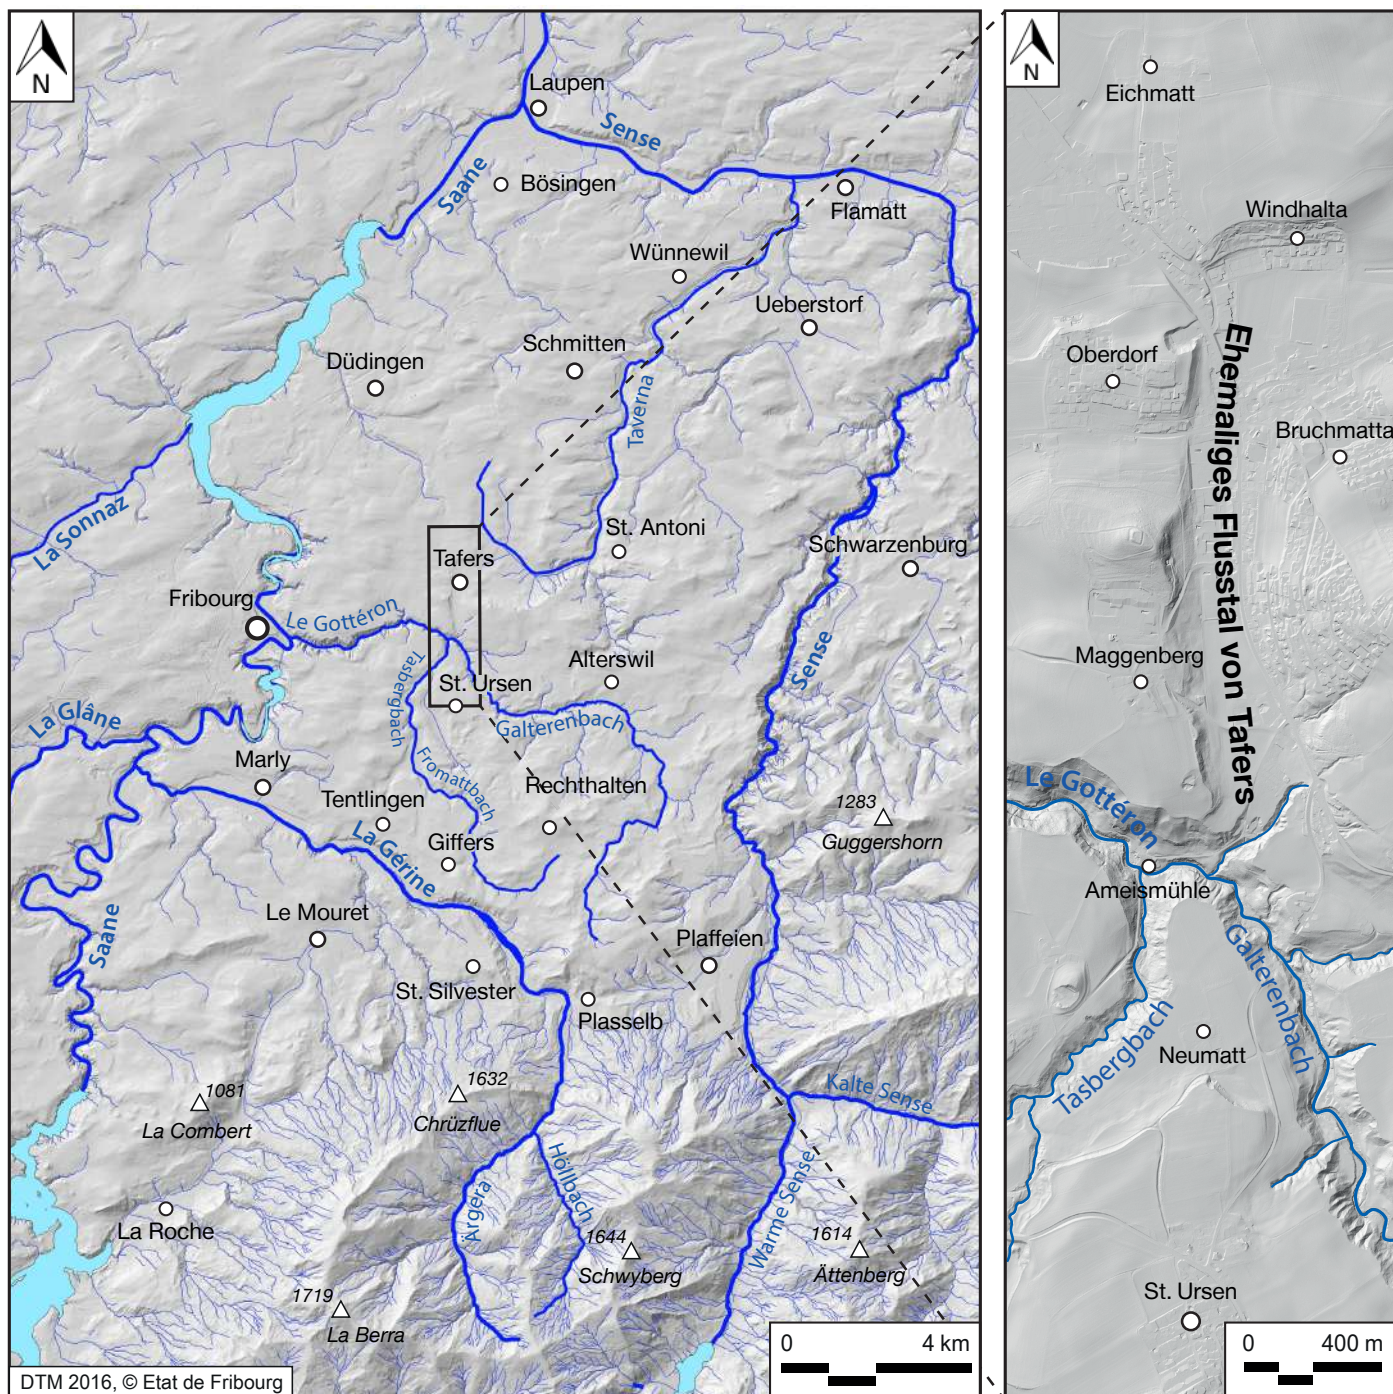 N
Laupen
Sense
Saane
Bösingen
Flamatt
Wünnewil
Ueberstorf
Schmitten
Düdingen
Taverna
La Sonnaz
St. Antoni
Schwarzenburg
Tafers
Fribourg
Le Gottéron
Sense
Tasbergbach
Alterswil
St. Ursen
La Glâne
Galterenbach
Marly
Fromattbach
Rechthalten
Tentlingen
1283
Guggershorn
La Gérine
Giffers
Saane
Le Mouret
Plaffeien
St. Silvester
Plasselb
1081
La Combert
1632
Chrüzflue
Kalte Sense
Höllbach
Warme Sense
Ärgera
La Roche
1644
Schwyberg
1614
Ättenberg
1719
La Berra
0 4 km
DTM 2016, © Etat de Fribourg
N
Eichmatt
Windhalta
Oberdorf
Ehemaliges Flusstal von Tafers
Bruchmatta
Maggenberg
Le Gottéron
Ameismühle
Galterenbach
Tasbergbach
Neumatt
St. Ursen
0 400 m